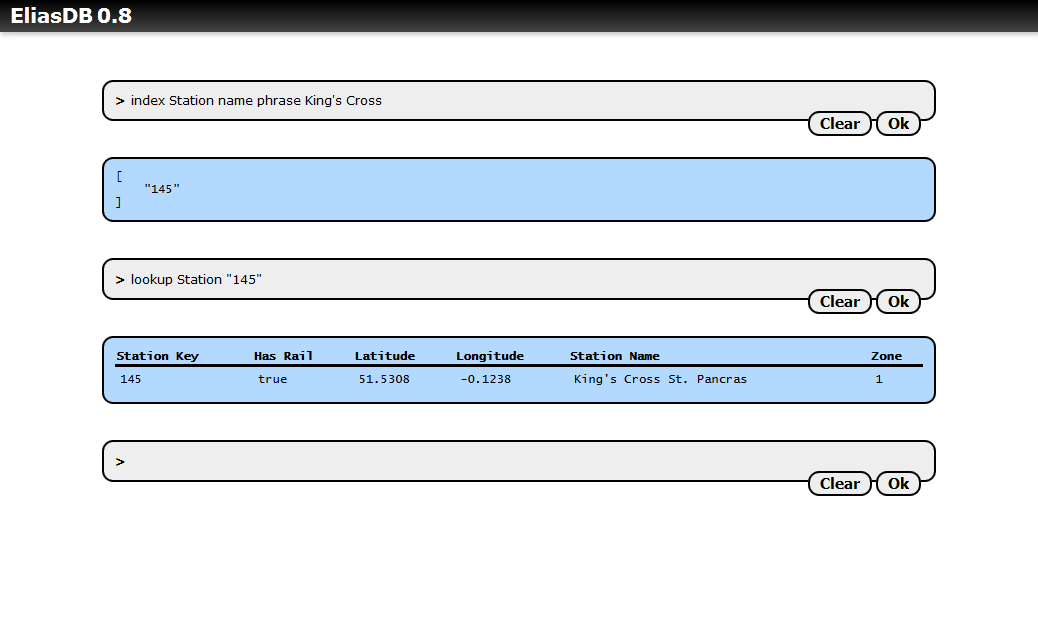 EliasDB 0.8
> index Station name phrase King's Cross
Clear Ok
[
"145"
]
> lookup Station "145"
Clear Ok
Station Key Has Rail Latitude Longitude Station Name Zone
145 true 51.5308 -0.1238 King's Cross St. Pancras 1
>
Clear Ok